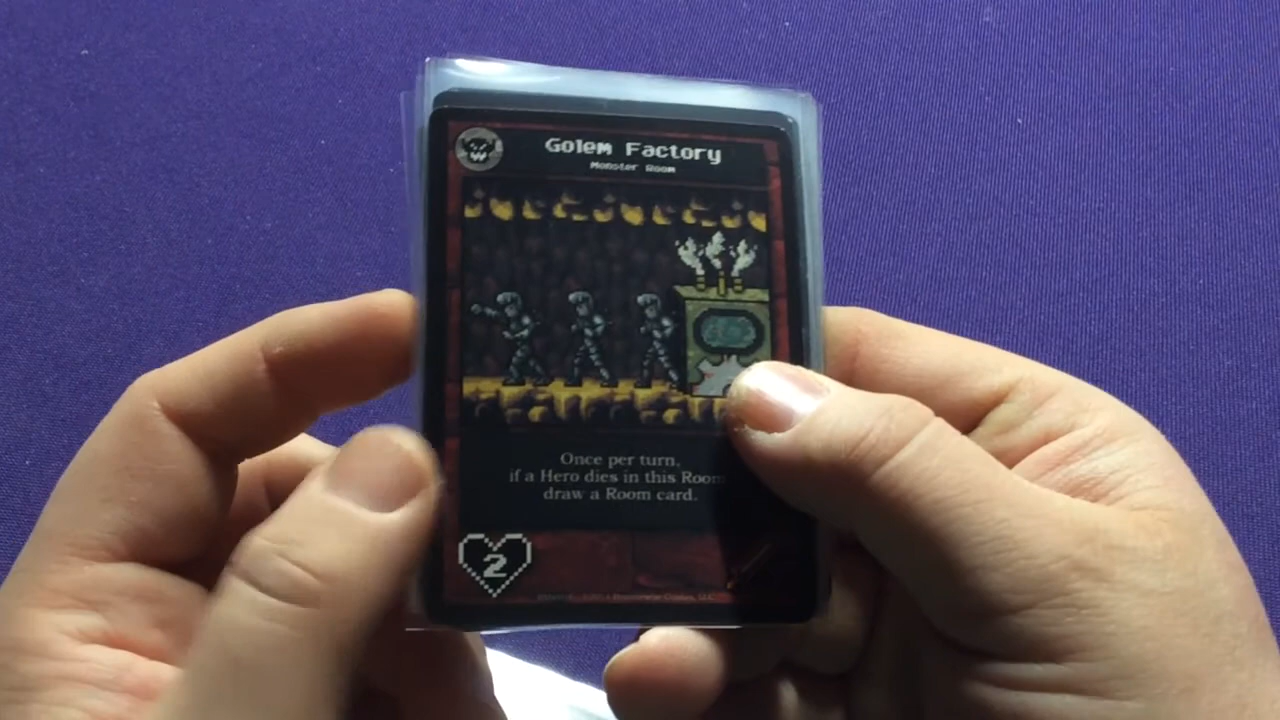 Golem Factory
Monster Room
Once per turn,
if a Hero dies in this Room
draw a Room card.
2